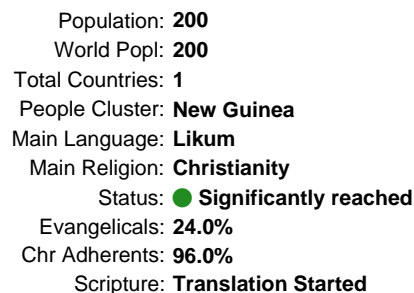 Population: 200
World Popl: 200
Total Countries: 1
People Cluster: New Guinea
Main Language: Likum
Main Religion: Christianity
Status: Significantly reached
Evangelicals: 24.0%
Chr Adherents: 96.0%
Scripture: Translation Started